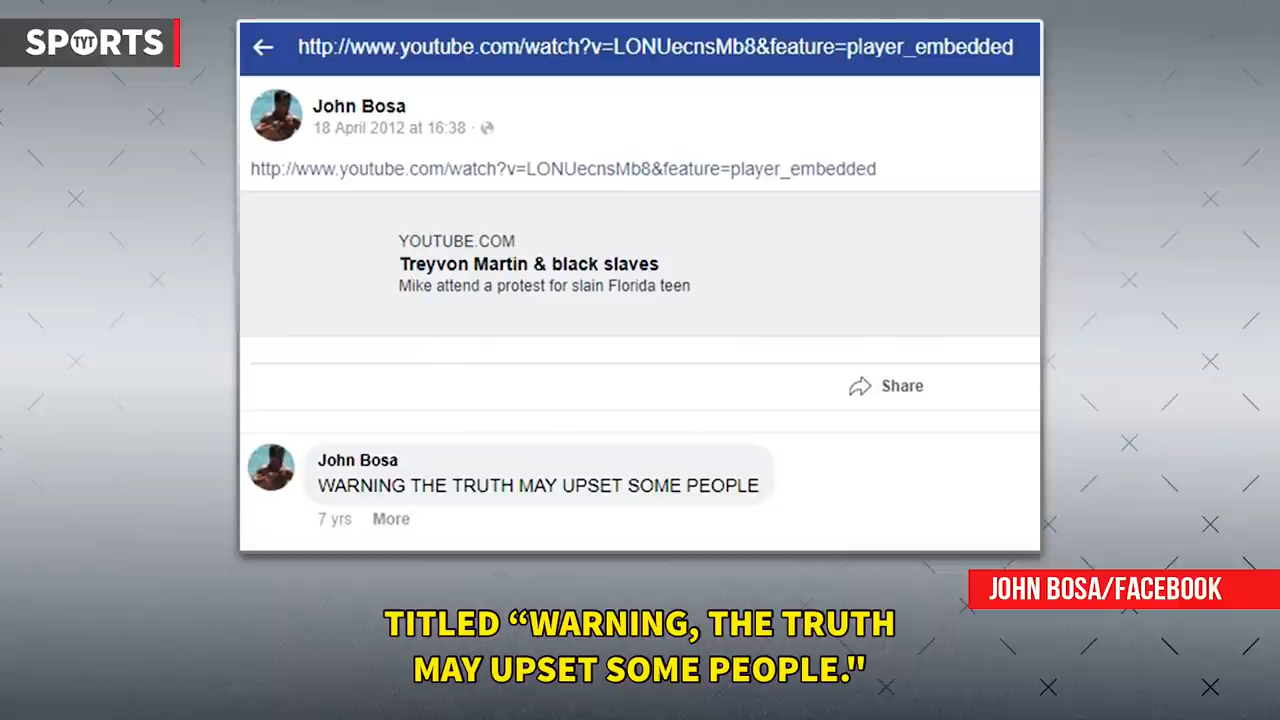 SPORTS
TYT
http://www.youtube.com/watch?v=LONUecnsMb8&feature=player_embedded
John Bosa
18 April 2012 at 16:38 ·
http://www.youtube.com/watch?v=LONUecnsMb8&feature=player_embedded
YOUTUBE.COM
Treyvon Martin & black slaves
Mike attend a protest for slain Florida teen
Share
John Bosa
WARNING THE TRUTH MAY UPSET SOME PEOPLE
7 yrs More
JOHN BOSA/FACEBOOK
TITLED “WARNING, THE TRUTH
MAY UPSET SOME PEOPLE."